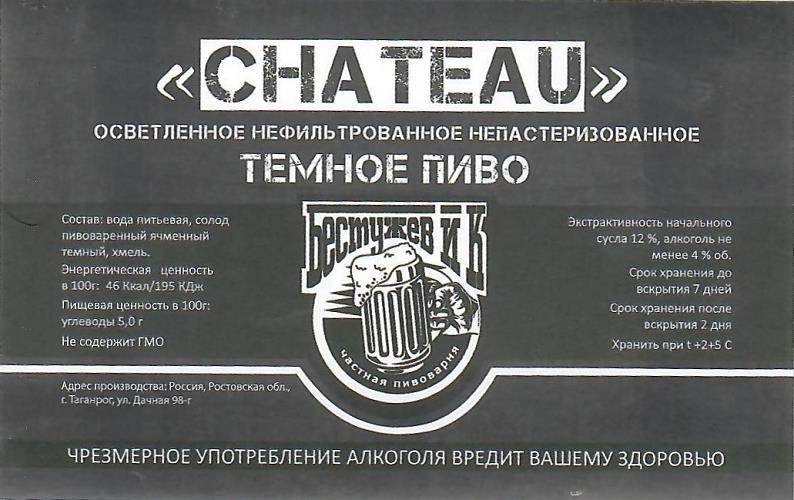 «CHATEAU»
ОСВЕТЛЕННОЕ НЕФИЛЬТРОВАННОЕ НЕПАСТЕРИЗОВАННОЕ
ТЕМНОЕ ПИВО
Состав: вода питьевая, солод
пивоваренный ячменный
темный, хмель.
Энергетическая ценность
в 100г: 46 Ккал/195 КДж
Пищевая ценность в 100г:
углеводы 5,0 г
Не содержит ГМО
Бестужев и К
частная пивоварня
Экстрактивность начального
сусла 12 %, алкоголь не
менее 4 % об.
Срок хранения до
вскрытия 7 дней
Срок хранения после
вскрытия 2 дня
Хранить при t +2+5 С
Адрес производства: Россия, Ростовская обл.,
г. Таганрог, ул. Дачная 98-г
ЧРЕЗМЕРНОЕ УПОТРЕБЛЕНИЕ АЛКОГОЛЯ ВРЕДИТ ВАШЕМУ ЗДОРОВЬЮ